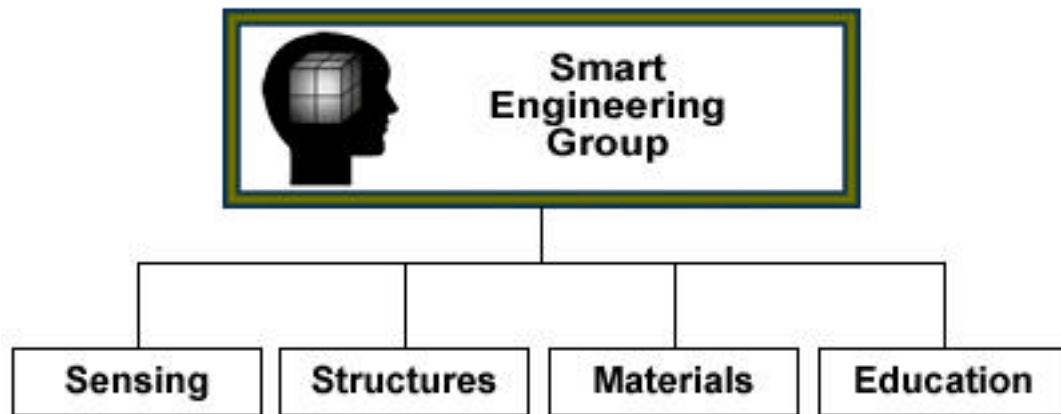 Smart
Engineering
Group
Sensing
Structures
Materials
Education